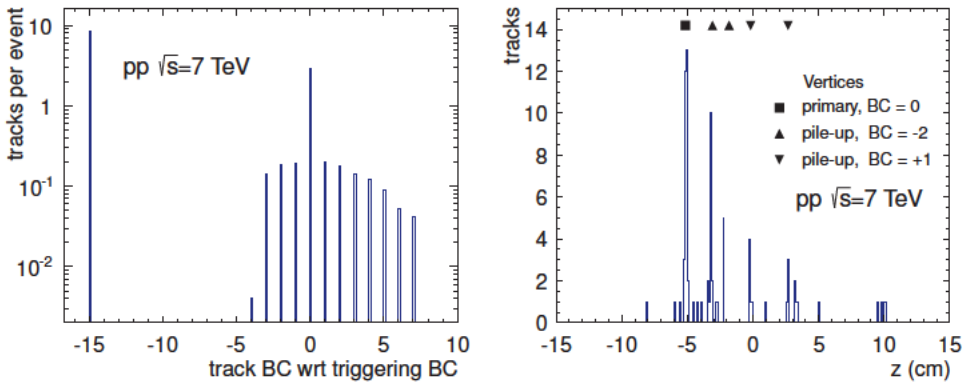 tracks per event
10
1
10⁻¹
10⁻²
pp √s=7 TeV
-15 -10 -5 0 5 10
track BC wrt triggering BC
tracks
14
12
10
8
6
4
2
0
Vertices
primary, BC = 0
pile-up, BC = -2
pile-up, BC = +1
pp √s=7 TeV
-15 -10 -5 0 5 10 15
z (cm)